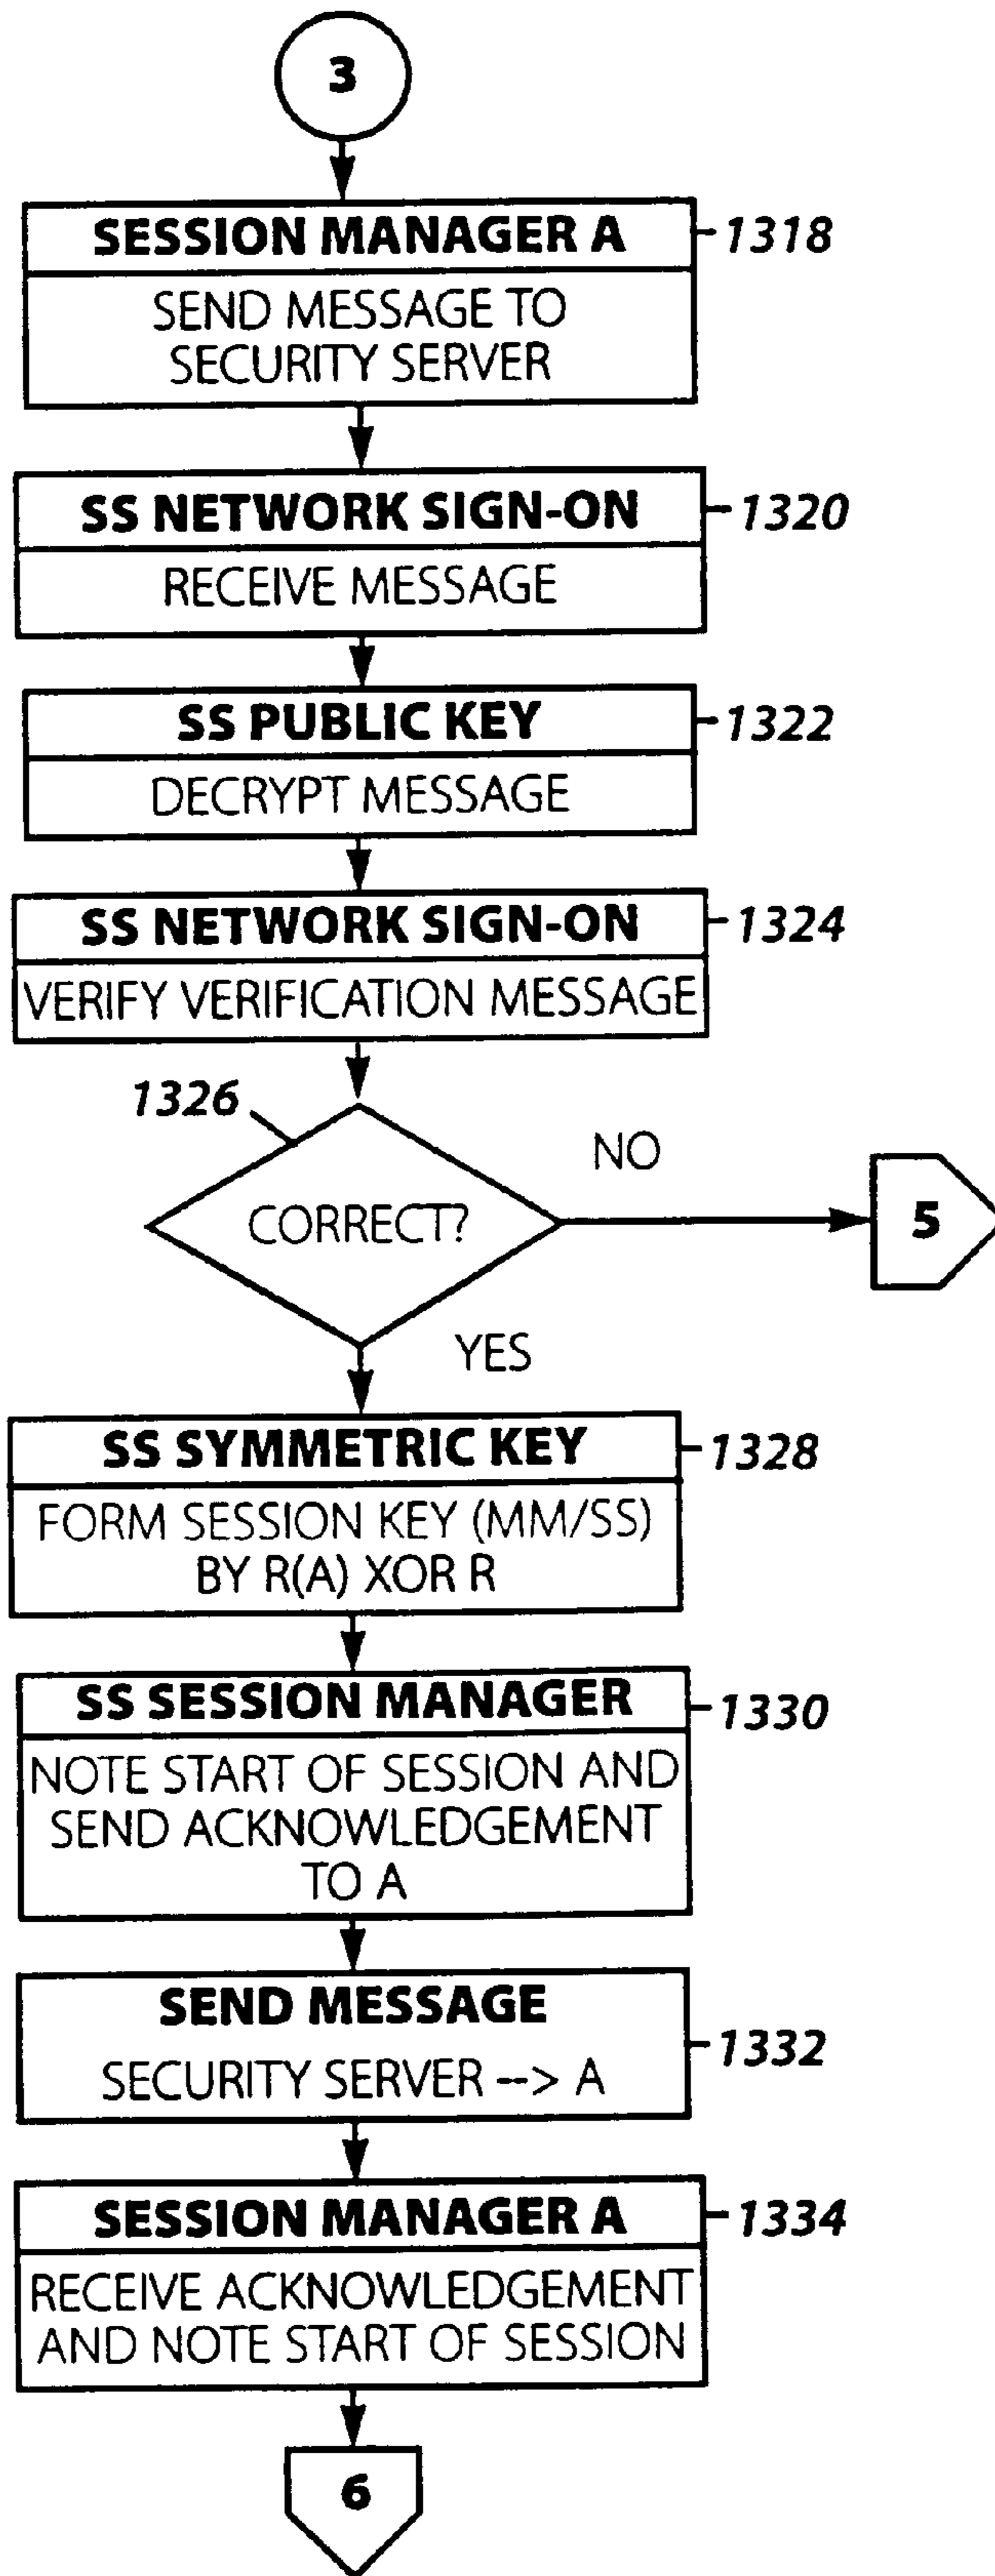 3
SESSION MANAGER A
1318
SEND MESSAGE TO
SECURITY SERVER
SS NETWORK SIGN-ON
1320
RECEIVE MESSAGE
SS PUBLIC KEY
1322
DECRYPT MESSAGE
SS NETWORK SIGN-ON
1324
VERIFY VERIFICATION MESSAGE
1326
NO
CORRECT?
5
YES
SS SYMMETRIC KEY
1328
FORM SESSION KEY (MM/SS)
BY R(A) XOR R
SS SESSION MANAGER
1330
NOTE START OF SESSION AND
SEND ACKNOWLEDGEMENT
TO A
SEND MESSAGE
1332
SECURITY SERVER --> A
SESSION MANAGER A
1334
RECEIVE ACKNOWLEDGEMENT
AND NOTE START OF SESSION
6